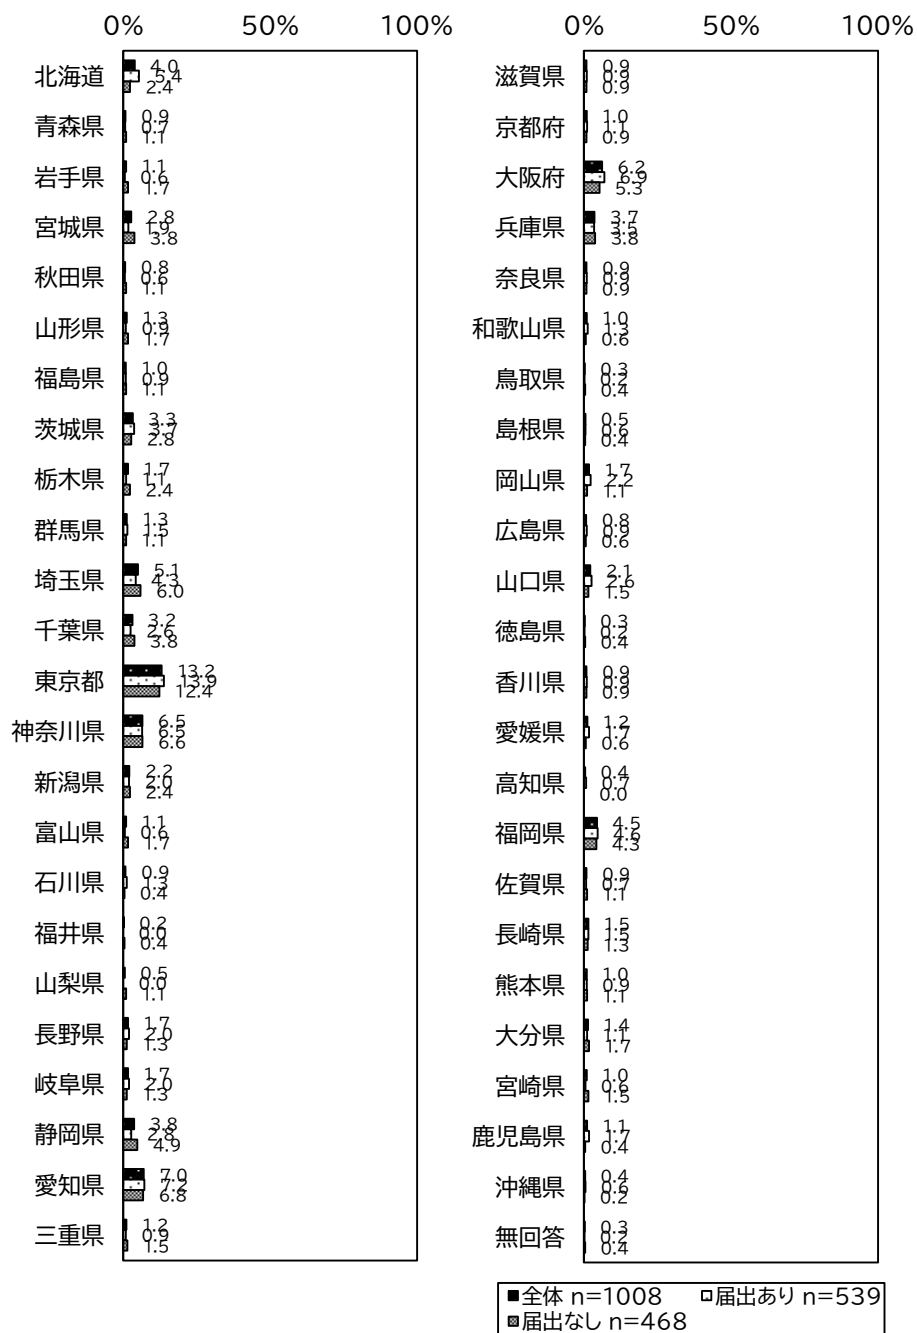 0% 50% 100%
北海道 4.0 5.4 2.4
青森県 0.9 0.7 1.1
岩手県 1.1 0.6 1.7
宮城県 2.8 1.9 3.8
秋田県 0.8 0.6 1.1
山形県 1.3 0.9 1.7
福島県 1.0 0.9 1.1
茨城県 3.3 3.7 2.8
栃木県 1.7 1.1 2.4
群馬県 1.3 1.5 1.1
埼玉県 5.1 4.3 6.0
千葉県 3.2 2.6 3.8
東京都 13.2 13.9 12.4
神奈川県 6.5 6.5 6.6
新潟県 2.2 2.0 2.4
富山県 1.1 0.6 1.7
石川県 0.9 1.3 0.4
福井県 0.2 0.0 0.4
山梨県 0.5 0.0 1.1
長野県 1.7 2.0 1.3
岐阜県 1.7 2.0 1.3
静岡県 3.8 2.8 4.9
愛知県 7.0 7.2 6.8
三重県 1.2 0.9 1.5
0% 50% 100%
滋賀県 0.9 0.9 0.9
京都府 1.0 1.1 0.9
大阪府 6.2 6.9 5.3
兵庫県 3.7 3.5 3.8
奈良県 0.9 0.9 0.9
和歌山県 1.0 1.3 0.6
鳥取県 0.3 0.2 0.4
島根県 0.5 0.6 0.4
岡山県 1.7 2.2 1.1
広島県 0.8 0.9 0.6
山口県 2.1 2.6 1.5
徳島県 0.3 0.2 0.4
香川県 0.9 0.9 0.9
愛媛県 1.2 1.7 0.6
高知県 0.4 0.7 0.0
福岡県 4.5 4.6 4.3
佐賀県 0.9 0.7 1.1
長崎県 1.5 1.5 1.3
熊本県 1.0 0.9 1.1
大分県 1.4 1.1 1.7
宮崎県 1.0 0.6 1.5
鹿児島県 1.1 1.7 0.4
沖縄県 0.4 0.6 0.2
無回答 0.3 0.2 0.4
全体 n=1008 届出あり n=539
届出なし n=468